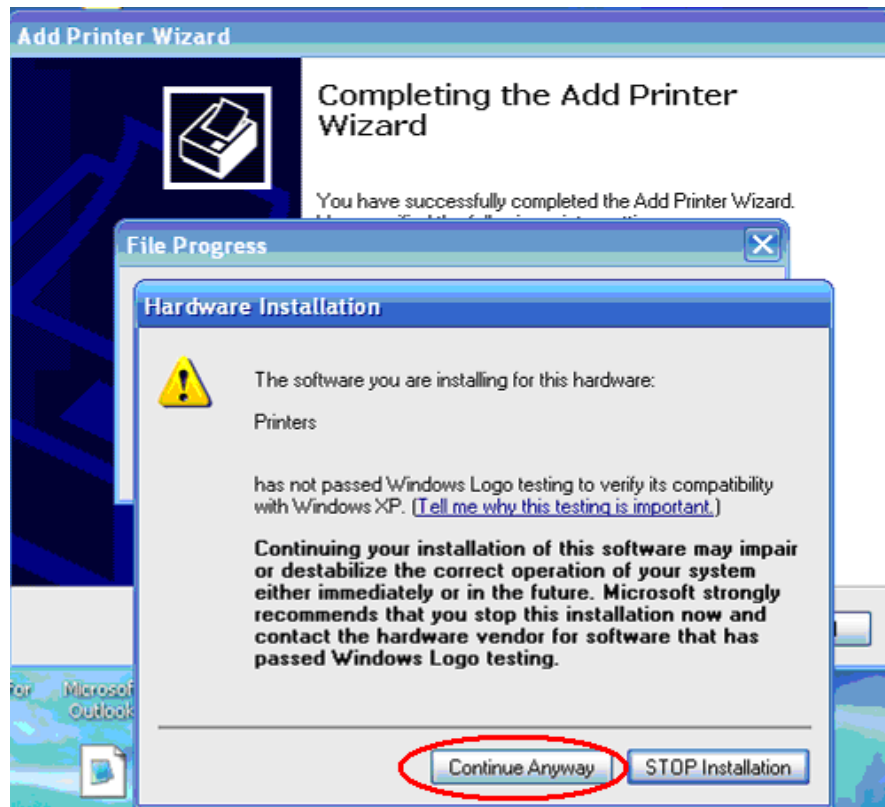 Add Printer Wizard
Completing the Add Printer
Wizard
You have successfully completed the Add Printer Wizard.
File Progress
Hardware Installation
The software you are installing for this hardware:
Printers
has not passed Windows Logo testing to verify its compatibility
with Windows XP. (Tell me why this testing is important.)
Continuing your installation of this software may impair
or destabilize the correct operation of your system
either immediately or in the future. Microsoft strongly
recommends that you stop this installation now and
contact the hardware vendor for software that has
passed Windows Logo testing.
Microsof
Outlook
Continue Anyway
STOP Installation